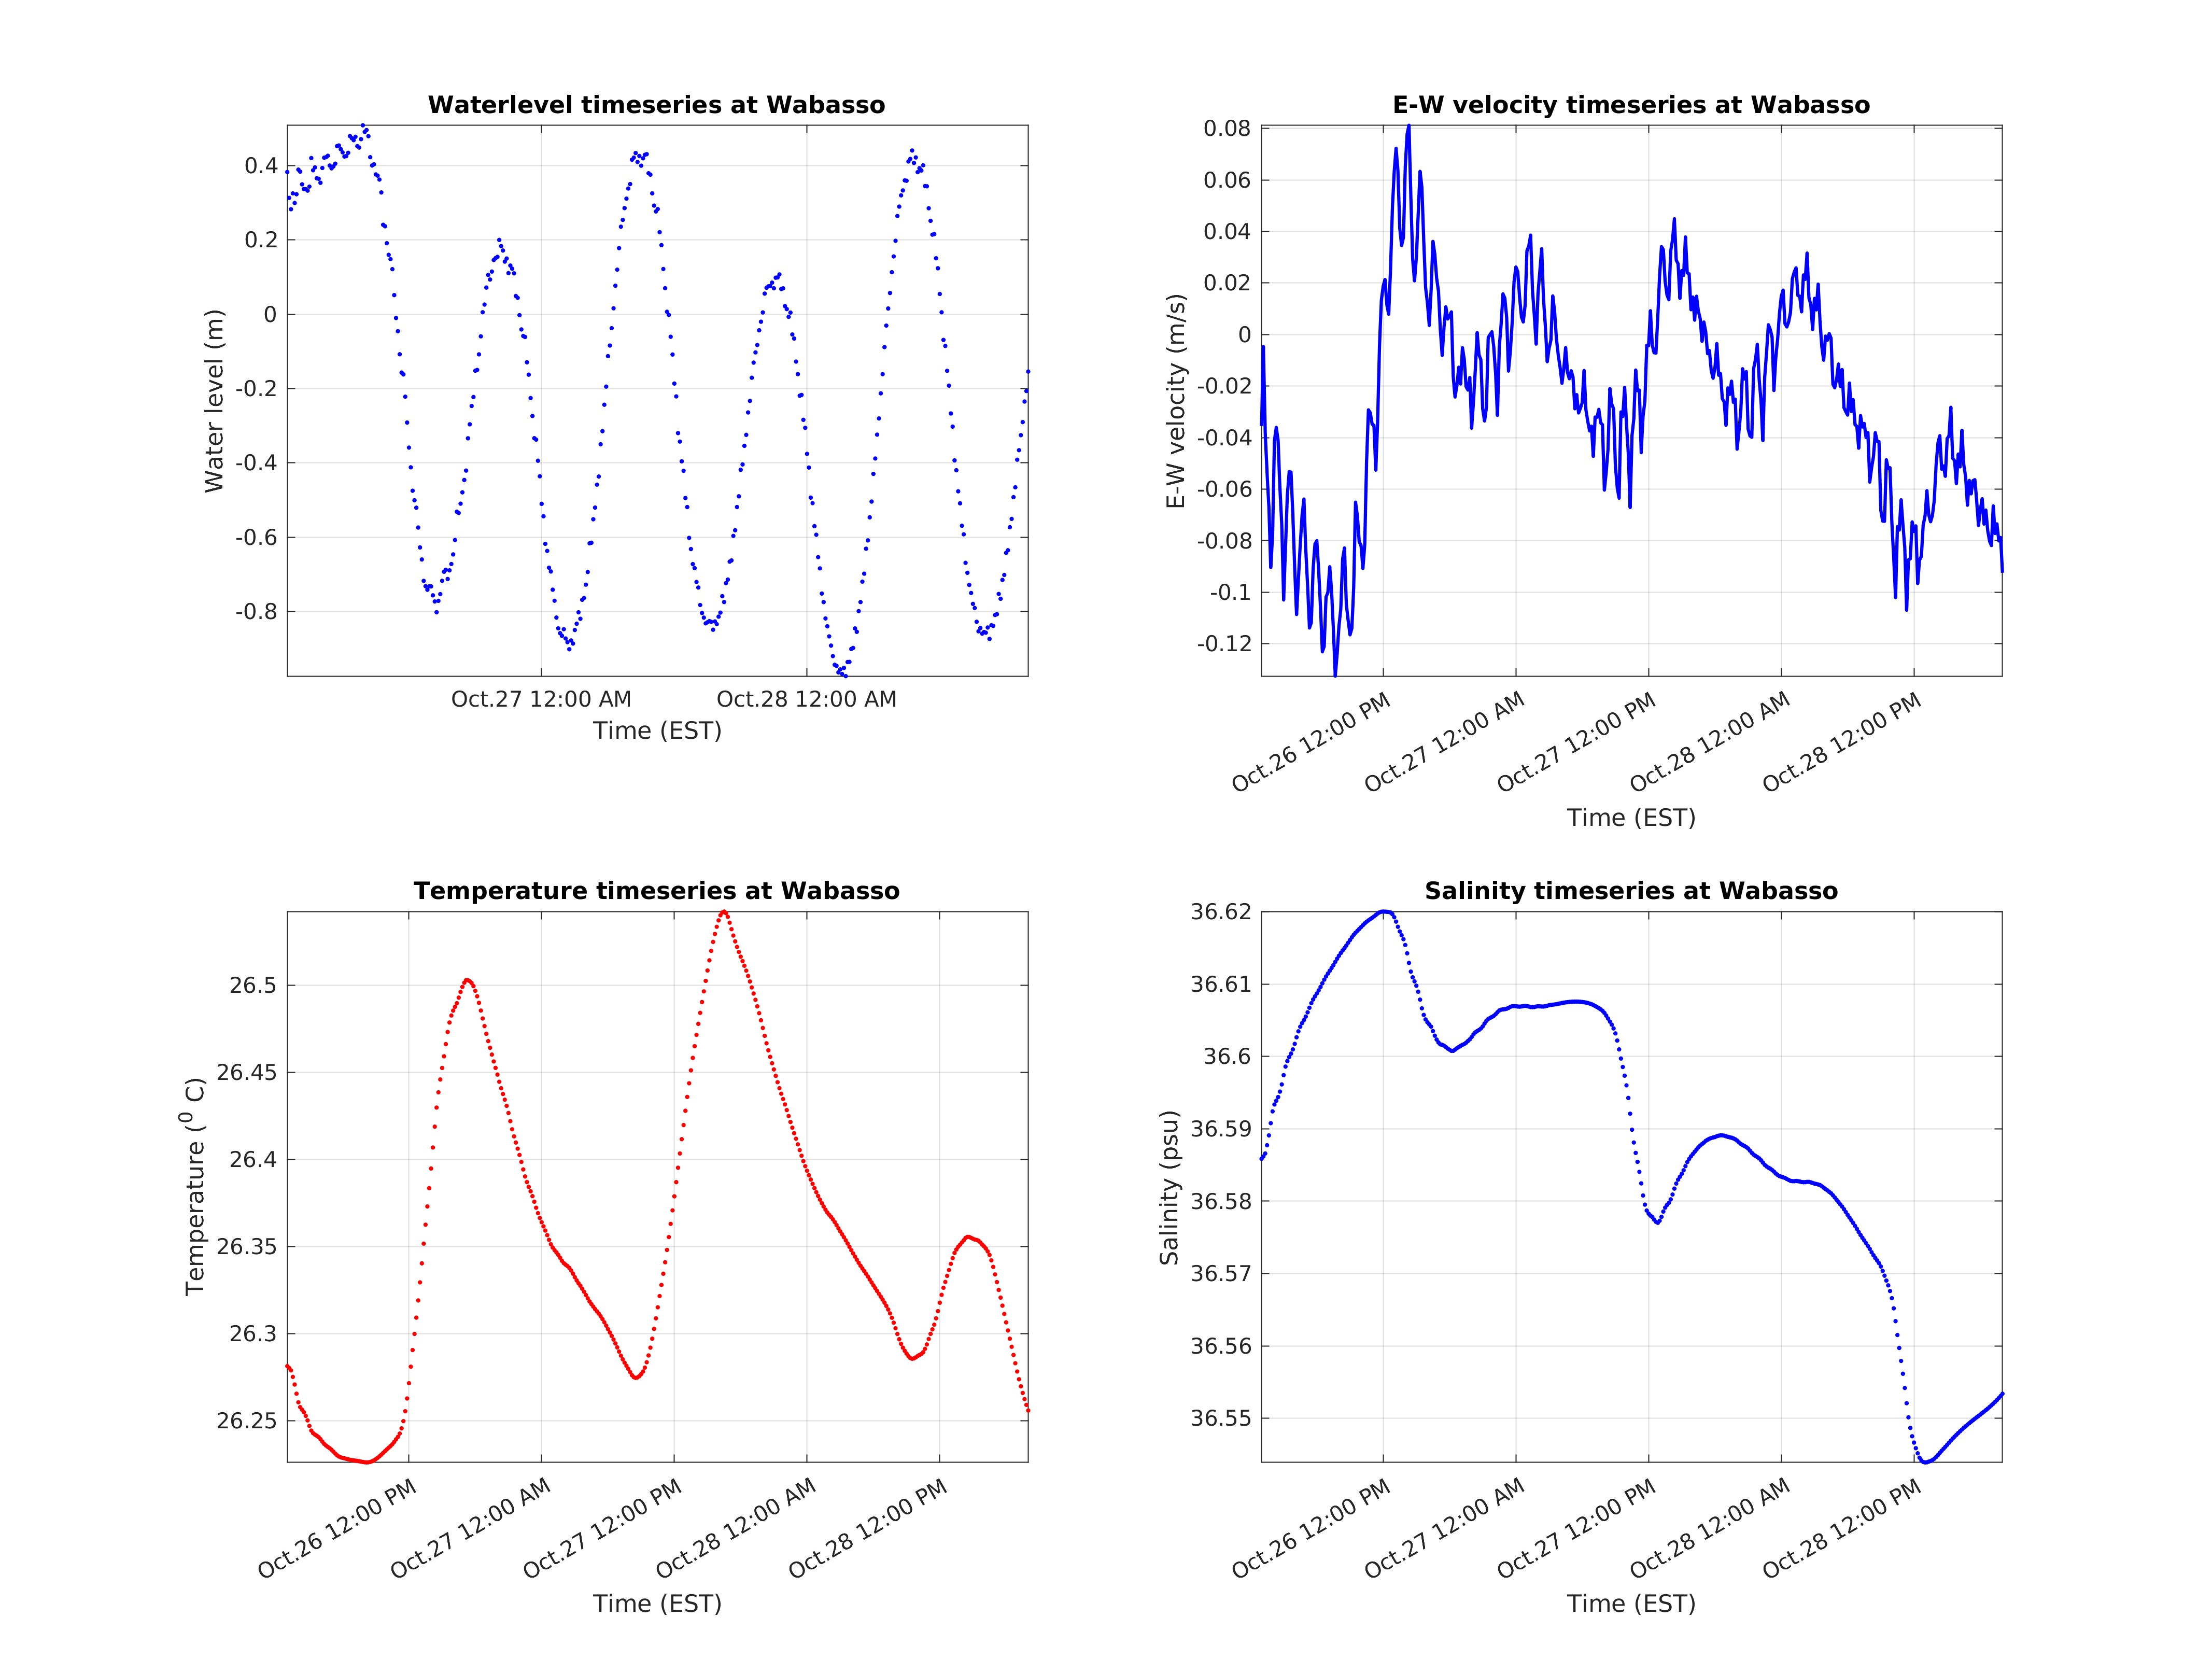 Waterlevel timeseries at Wabasso
0.4
0.2
0
-0.2
-0.4
-0.6
-0.8
Water level (m)
Oct.27 12:00 AM
Oct.28 12:00 AM
Time (EST)
E-W velocity timeseries at Wabasso
0.08
0.06
0.04
0.02
0
-0.02
-0.04
-0.06
-0.08
-0.1
-0.12
E-W velocity (m/s)
Oct.26 12:00 PM
Oct.27 12:00 AM
Oct.27 12:00 PM
Oct.28 12:00 AM
Oct.28 12:00 PM
Time (EST)
Temperature timeseries at Wabasso
26.5
26.45
26.4
26.35
26.3
26.25
Temperature (⁰ C)
Oct.26 12:00 PM
Oct.27 12:00 AM
Oct.27 12:00 PM
Oct.28 12:00 AM
Oct.28 12:00 PM
Time (EST)
Salinity timeseries at Wabasso
36.62
36.61
36.6
36.59
36.58
36.57
36.56
36.55
Salinity (psu)
Oct.26 12:00 PM
Oct.27 12:00 AM
Oct.27 12:00 PM
Oct.28 12:00 AM
Oct.28 12:00 PM
Time (EST)